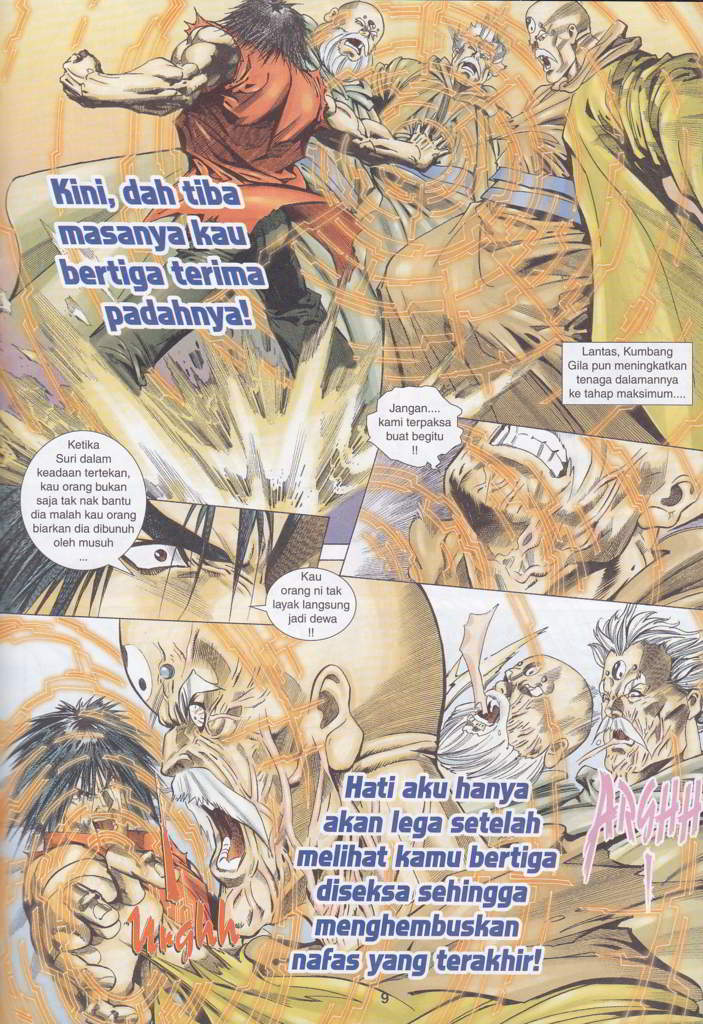 Kini, dah tiba
masanya kau
bertiga terima
padahnya!
Lantas, Kumbang
Gila pun meningkatkan
tenaga dalamannya
ke tahap maksimum....
Jangan....
kami terpaksa
buat begitu
!!
Ketika
Suri dalam
keadaan tertekan,
kau orang bukan
saja tak nak bantu
dia malah kau orang
biarkan dia dibunuh
oleh musuh
...
Kau
orang ni tak
layak langsung
jadi dewa
!!
Hati aku hanya
akan lega setelah
melihat kamu bertiga
diseksa sehingga
menghembuskan
nafas yang terakhir!
ARGHH
!
Urghh
!
9